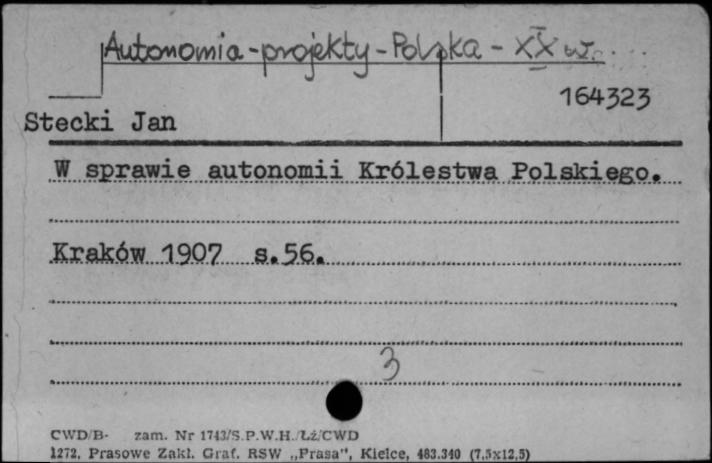 Autonomia-projekty-Polska - XX w.
164323
Stecki Jan
W sprawie autonomii Królestwa Polskiego.
Kraków 1907 s.56.
3
CWD/B- zam. Nr 1743/S.P.W.H./Łż/CWD
1272. Prasowe Zakł. Graf. RSW „Prasa", Kielce, 483.340 (7,5x12,5)